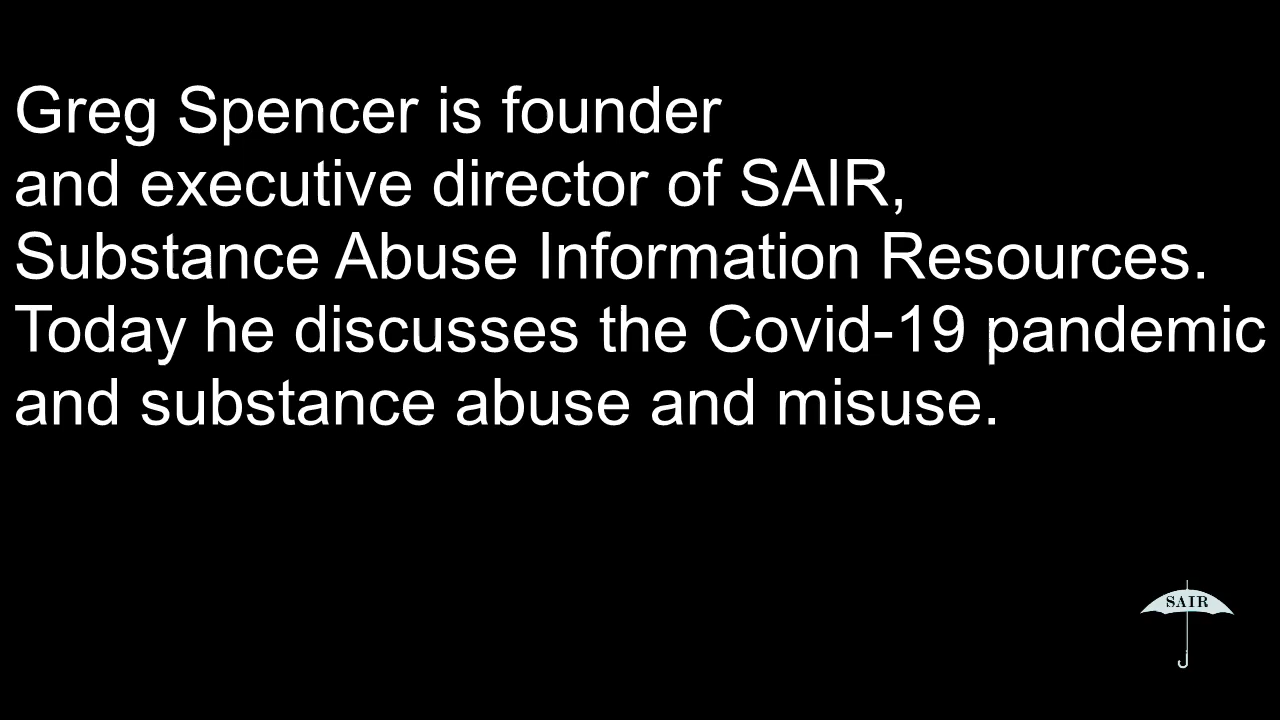 Greg Spencer is founder
and executive director of SAIR,
Substance Abuse Information Resources.
Today he discusses the Covid-19 pandemic
and substance abuse and misuse.
SAIR